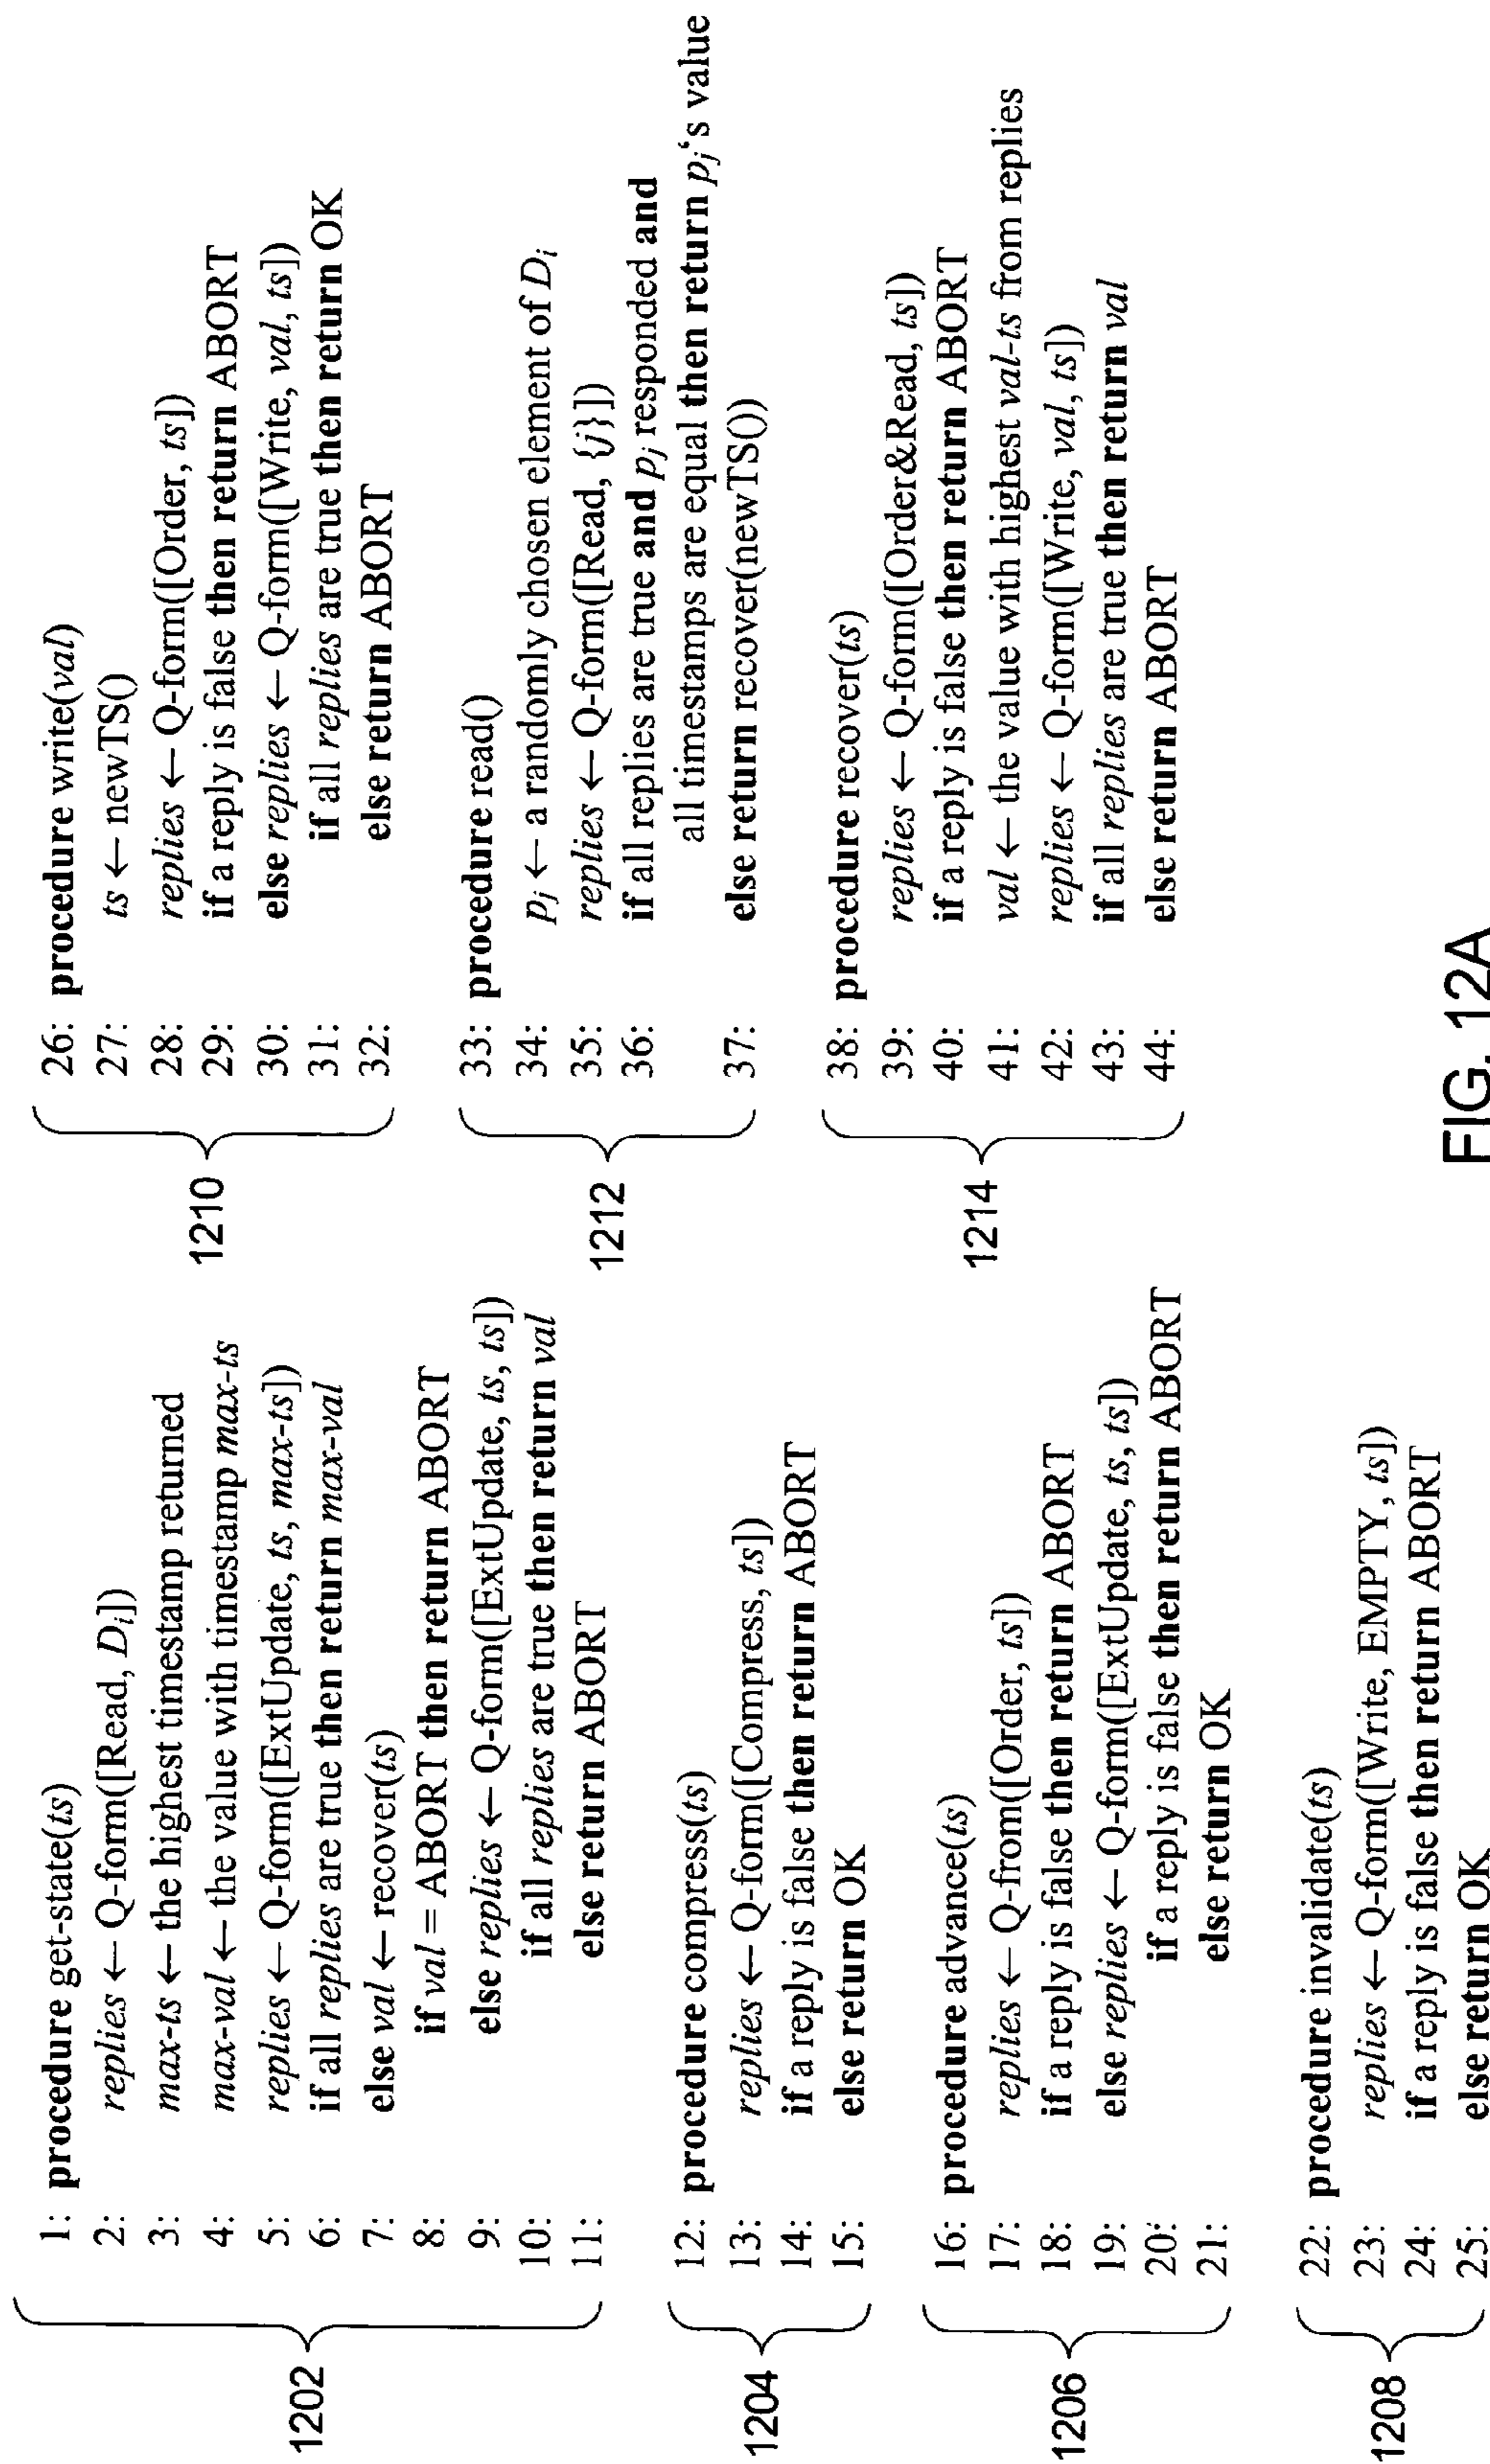 1202
1: procedure get-state(ts)
2: replies ← Q-form([Read, Di])
3: max-ts ← the highest timestamp returned
4: max-val ← the value with timestamp max-ts
5: replies ← Q-form([ExtUpdate, ts, max-ts])
6: if all replies are true then return max-val
7: else val ← recover(ts)
8: if val = ABORT then return ABORT
9: else replies ← Q-form([ExtUpdate, ts, ts])
10: if all replies are true then return val
11: else return ABORT
1204
12: procedure compress(ts)
13: replies ← Q-form([Compress, ts])
14: if a reply is false then return ABORT
15: else return OK
1206
16: procedure advance(ts)
17: replies ← Q-from([Order, ts])
18: if a reply is false then return ABORT
19: else replies ← Q-form([ExtUpdate, ts, ts])
20: if a reply is false then return ABORT
21: else return OK
1208
22: procedure invalidate(ts)
23: replies ← Q-form([Write, EMPTY, ts])
24: if a reply is false then return ABORT
25: else return OK
1210
26: procedure write(val)
27: ts ← newTS()
28: replies ← Q-form([Order, ts])
29: if a reply is false then return ABORT
30: else replies ← Q-form([Write, val, ts])
31: if all replies are true then return OK
32: else return ABORT
1212
33: procedure read()
34: pj ← a randomly chosen element of Di
35: replies ← Q-form([Read, {j}])
36: if all replies are true and pj responded and
all timestamps are equal then return pj‘s value
37: else return recover(newTS())
1214
38: procedure recover(ts)
39: replies ← Q-form([Order&Read, ts])
40: if a reply is false then return ABORT
41: val ← the value with highest val-ts from replies
42: replies ← Q-form([Write, val, ts])
43: if all replies are true then return val
44: else return ABORT
FIG. 12A